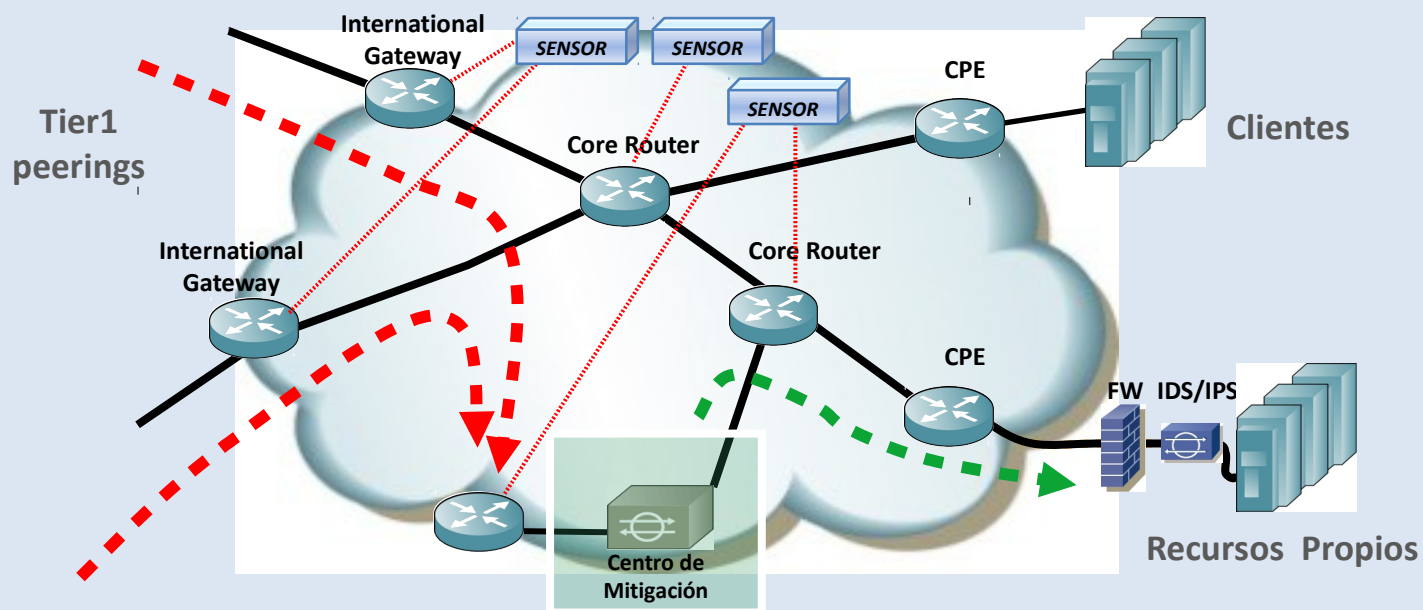 International
Gateway
SENSOR
SENSOR
CPE
SENSOR
Tier1
peerings
Clientes
Core Router
International
Gateway
Core Router
CPE
FW
IDS/IPS
Centro de
Mitigación
Recursos Propios